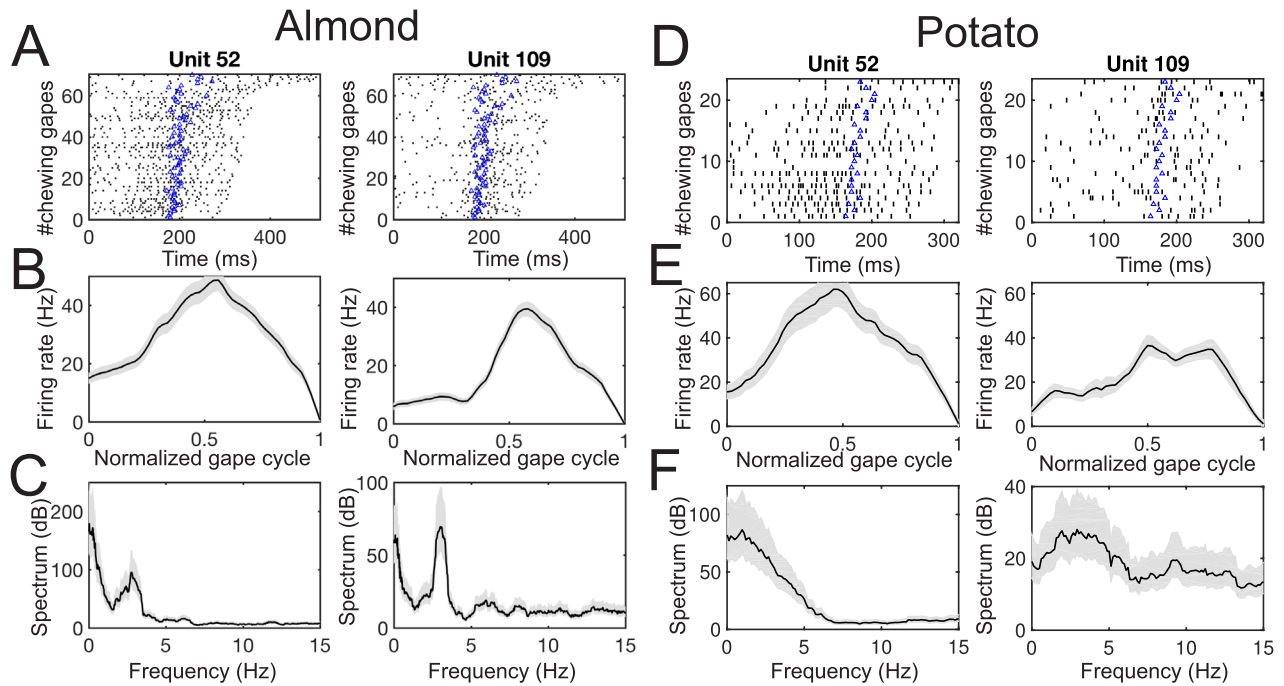 Almond
Potato
A
Unit 52
Unit 109
D
Unit 52
Unit 109
#chewing gapes
60
40
20
0
0 200 400
Time (ms)
#chewing gapes
60
40
20
0
0 200 400
Time (ms)
#chewing gapes
20
10
0
0 100 200 300
Time (ms)
#chewing gapes
20
10
0
0 100 200 300
Time (ms)
B
Firing rate (Hz)
40
20
0
0 0.5 1
Normalized gape cycle
Firing rate (Hz)
40
20
0
0 0.5 1
Normalized gape cycle
E
Firing rate (Hz)
60
40
20
0
0 0.5 1
Normalized gape cycle
Firing rate (Hz)
60
40
20
0
0 0.5 1
Normalized gape cycle
C
Spectrum (dB)
200
100
0
0 5 10 15
Frequency (Hz)
Spectrum (dB)
100
50
0
0 5 10 15
Frequency (Hz)
F
Spectrum (dB)
100
50
0
0 5 10 15
Frequency (Hz)
Spectrum (dB)
40
20
0
0 5 10 15
Frequency (Hz)